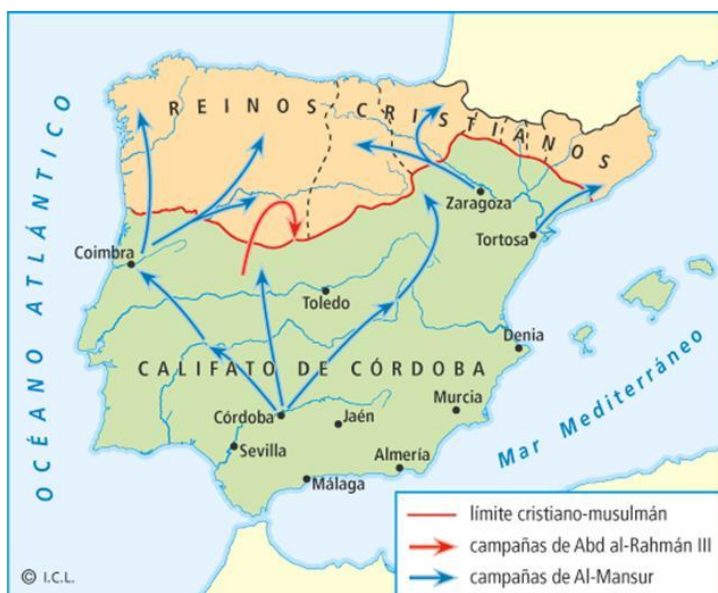 REINOS CRISTIANOS
Zaragoza
Tortosa
Coimbra
Toledo
OCÉANO ATLÁNTICO
Denia
CALIFATO DE CÓRDOBA
Mar Mediterráneo
Murcia
Córdoba
Jaén
Sevilla
Almería
Málaga
límite cristiano-musulmán
campañas de Abd al-Rahmán III
campañas de Al-Mansur
© I.C.L.